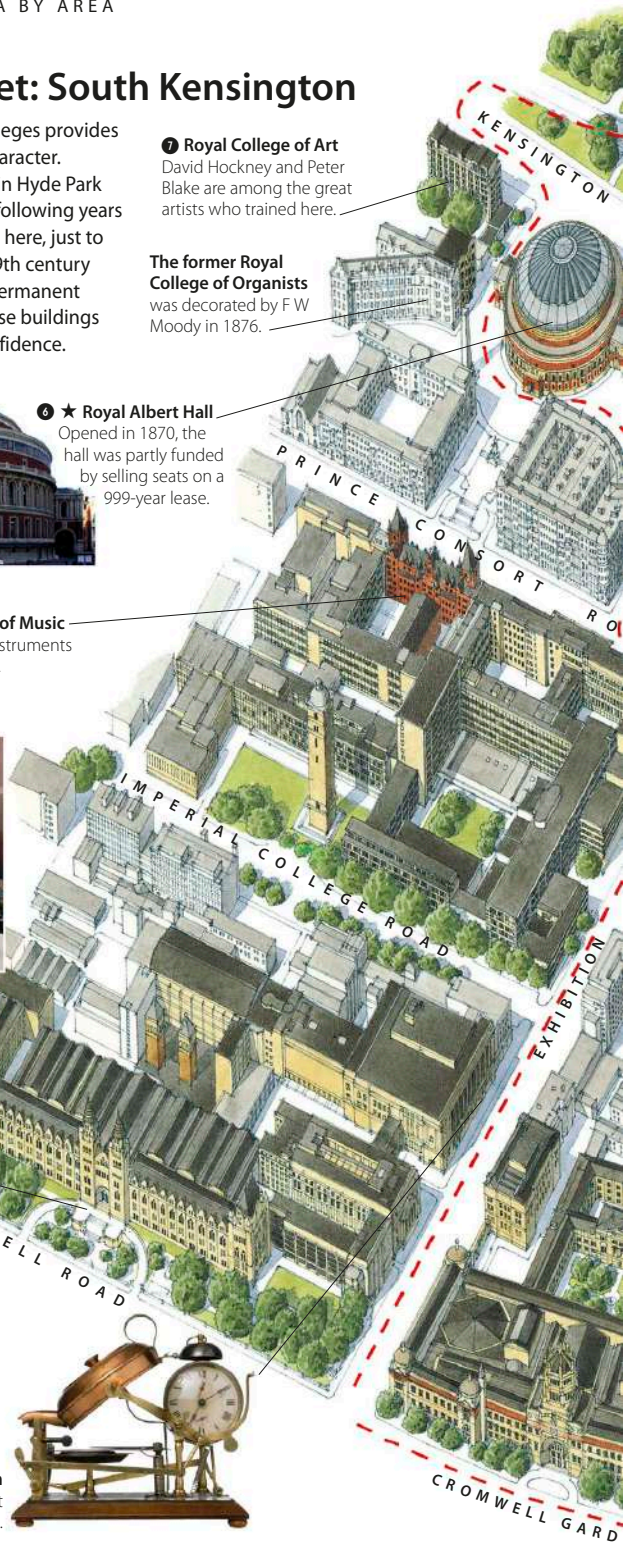 A BY AREA
et: South Kensington
leges provides
aracter.
n Hyde Park
following years
here, just to
9th century
ermanent
se buildings
fidence.
7 Royal College of Art
David Hockney and Peter
Blake are among the great
artists who trained here.
The former Royal
College of Organists
was decorated by F W
Moody in 1876.
6 ★ Royal Albert Hall
Opened in 1870, the
hall was partly funded
by selling seats on a
999-year lease.
of Music
struments
KENSINGTON
PRINCE CONSORT RO
IMPERIAL COLLEGE ROAD
EXHIBITION
ELL ROAD
CROMWELL GARD